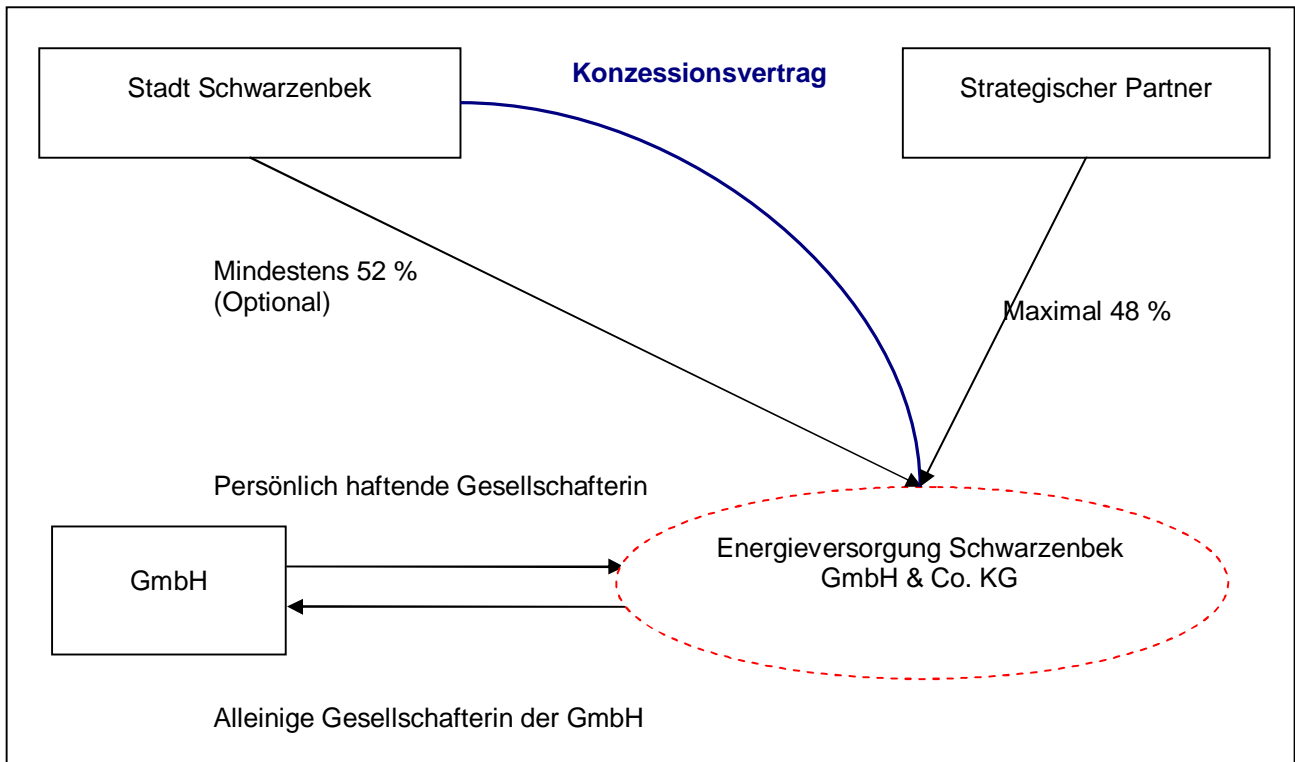 Konzessionsvertrag
Stadt Schwarzenbek
Strategischer Partner
Mindestens 52 %
(Optional)
Maximal 48 %
Persönlich haftende Gesellschafterin
Energieversorgung Schwarzenbek
GmbH & Co. KG
GmbH
Alleinige Gesellschafterin der GmbH